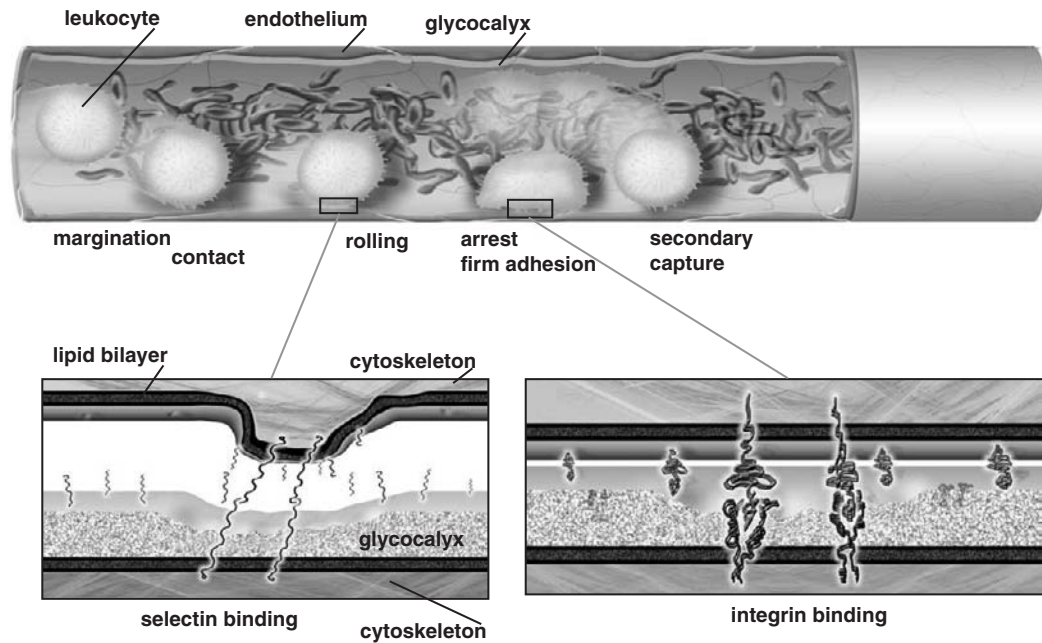 leukocyte
endothelium
glycocalyx
margination
contact
rolling
arrest
firm adhesion
secondary
capture
lipid bilayer
cytoskeleton
glycocalyx
selectin binding
cytoskeleton
integrin binding